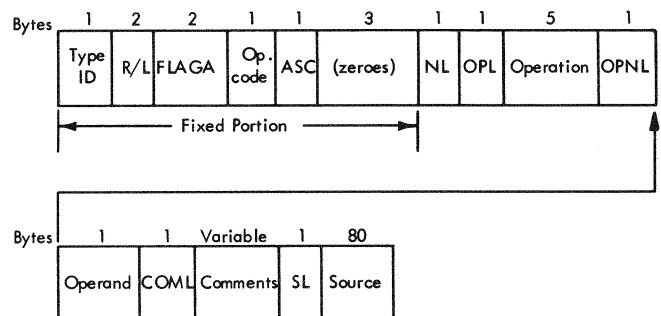 Bytes 1 2 2 1 1 3 1 1 5 1
Type ID R/L FLAGA Op. code ASC (zeroes) NL OPL Operation OPNL
Fixed Portion
Bytes 1 1 Variable 1 80
Operand COML Comments SL Source